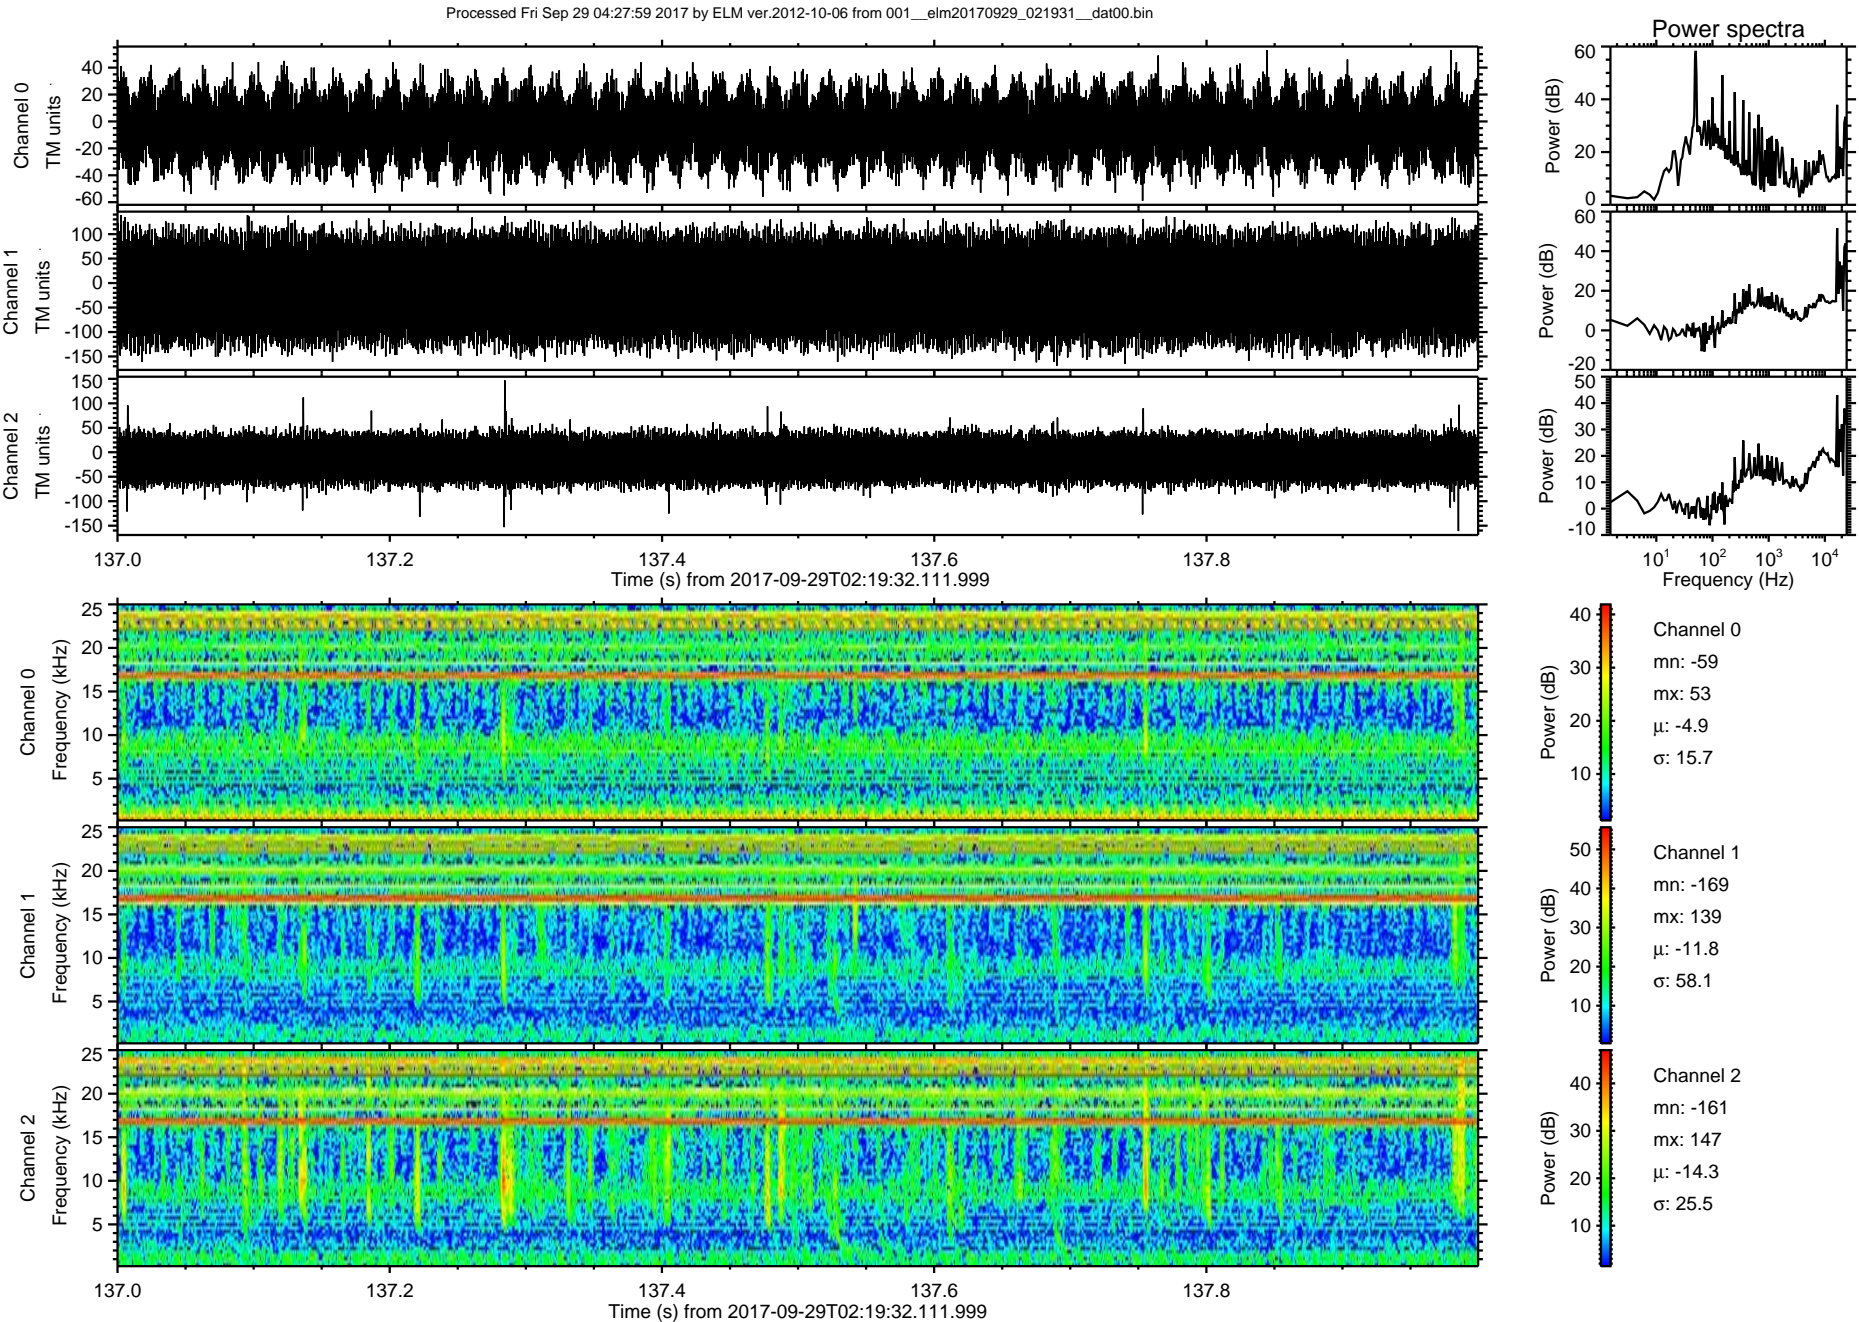 Processed Fri Sep 29 04:27:59 2017 by ELM ver.2012-10-06 from 001__elm20170929_021931__dat00.bin
Power spectra
Channel 0
TM units
40
20
0
-20
-40
-60
Power (dB)
60
40
20
0
Channel 1
TM units
100
50
0
-50
-100
-150
Power (dB)
60
40
20
0
-20
Channel 2
TM units
150
100
50
0
-50
-100
-150
Power (dB)
50
40
30
20
10
0
-10
137.0 137.2 137.4 137.6 137.8
Time (s) from 2017-09-29T02:19:32.111.999
10^1 10^2 10^3 10^4
Frequency (Hz)
Channel 0
Frequency (kHz)
25
20
15
10
5
Power (dB)
40
30
20
10
Channel 0
mn: -59
mx: 53
μ: -4.9
σ: 15.7
Channel 1
Frequency (kHz)
25
20
15
10
5
Power (dB)
50
40
30
20
10
Channel 1
mn: -169
mx: 139
μ: -11.8
σ: 58.1
Channel 2
Frequency (kHz)
25
20
15
10
5
Power (dB)
40
30
20
10
Channel 2
mn: -161
mx: 147
μ: -14.3
σ: 25.5
137.0 137.2 137.4 137.6 137.8
Time (s) from 2017-09-29T02:19:32.111.999